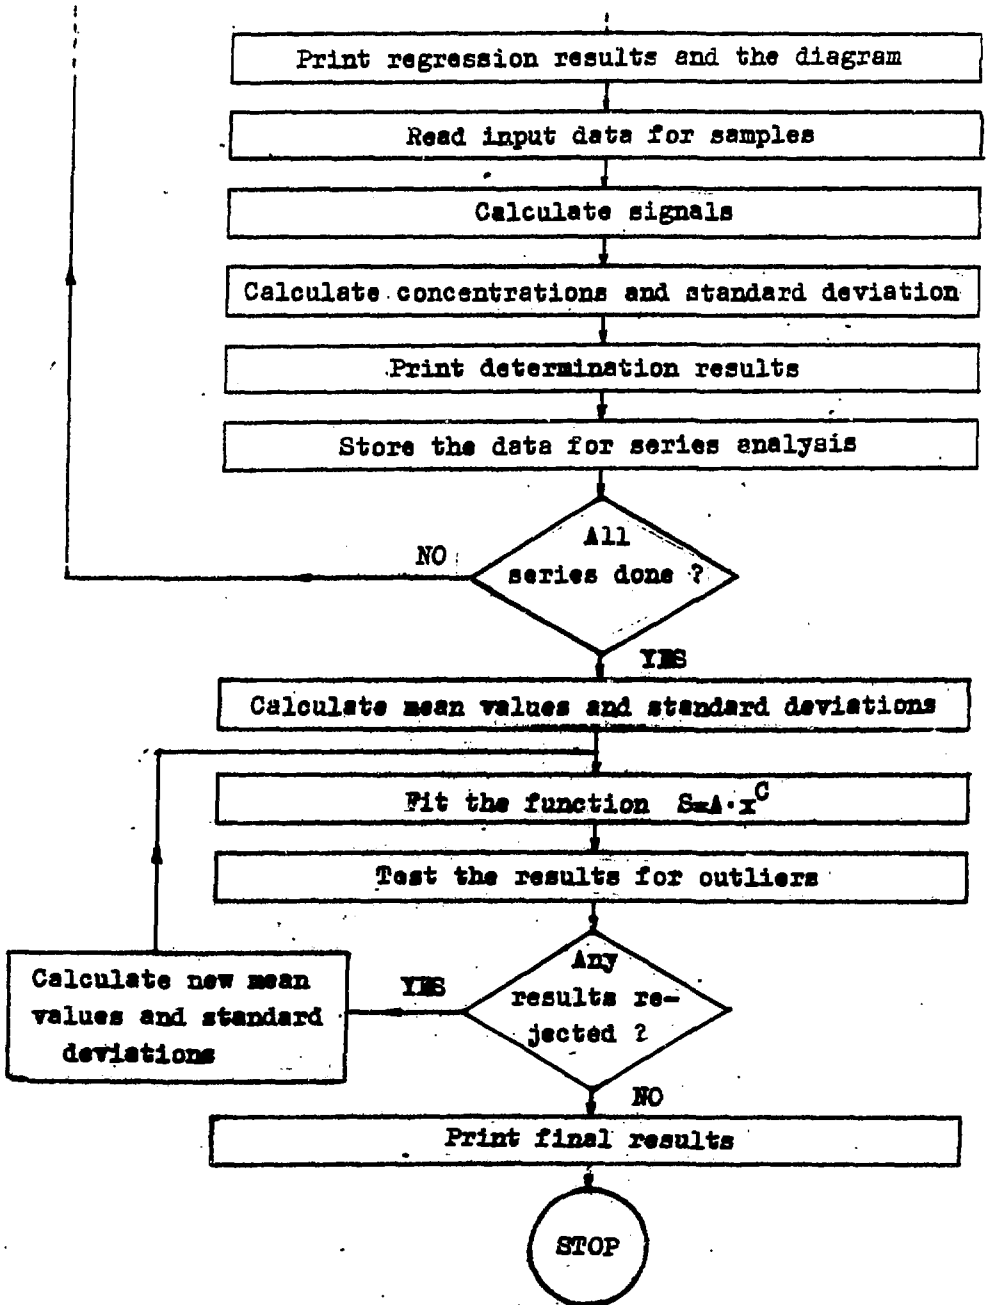 Print regression results and the diagram
Read input data for samples
Calculate signals
Calculate concentrations and standard deviation
Print determination results
Store the data for series analysis
All
series done ?
NO
YES
Calculate mean values and standard deviations
Fit the function S=A·x^C
Test the results for outliers
Any
results re-
jected ?
YES
Calculate new mean
values and standard
deviations
NO
Print final results
STOP